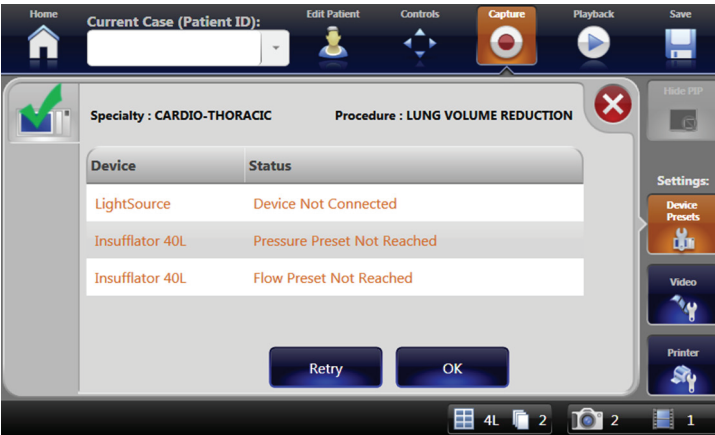 Home
Current Case (Patient ID):
Edit Patient
Controls
Capture
Playback
Save
Hide PIP
Specialty : CARDIO-THORACIC
Procedure : LUNG VOLUME REDUCTION
Device Status
LightSource Device Not Connected
Insufflator 40L Pressure Preset Not Reached
Insufflator 40L Flow Preset Not Reached
Retry
OK
Settings:
Device
Presets
Video
Printer
4L 2 2 1